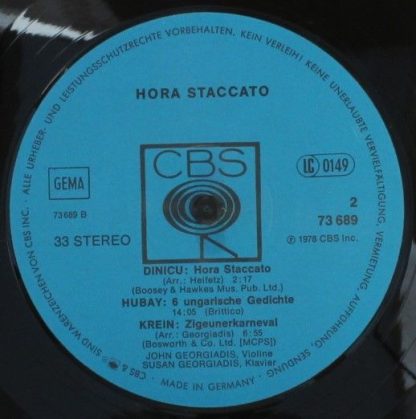 ALLE URHEBER- UND LEISTUNGSSCHUTZRECHTE VORBEHALTEN. KEIN VERLEIH! KEINE UNERLAUBTE VERVIELFÄLTIGUNG, VERMIETUNG, AUFFÜHRUNG, SENDUNG
HORA STACCATO
CBS
GEMA
LC 0149
73 689 B
2
73 689
33 STEREO
℗ 1978 CBS Inc.
DINICU: Hora Staccato
(Arr.: Heifetz) 2:17
(Boosey & Hawkes Mus. Pub. Ltd.)
HUBAY: 6 ungarische Gedichte
14:05 (Brittico)
KREIN: Zigeunerkarneval
(Arr.: Georgiadis) 6:55
(Bosworth & Co. Ltd. [MCPS])
JOHN GEORGIADIS, Violine
SUSAN GEORGIADIS, Klavier
CBS & SIND WARENZEICHEN VON CBS INC.
MADE IN GERMANY